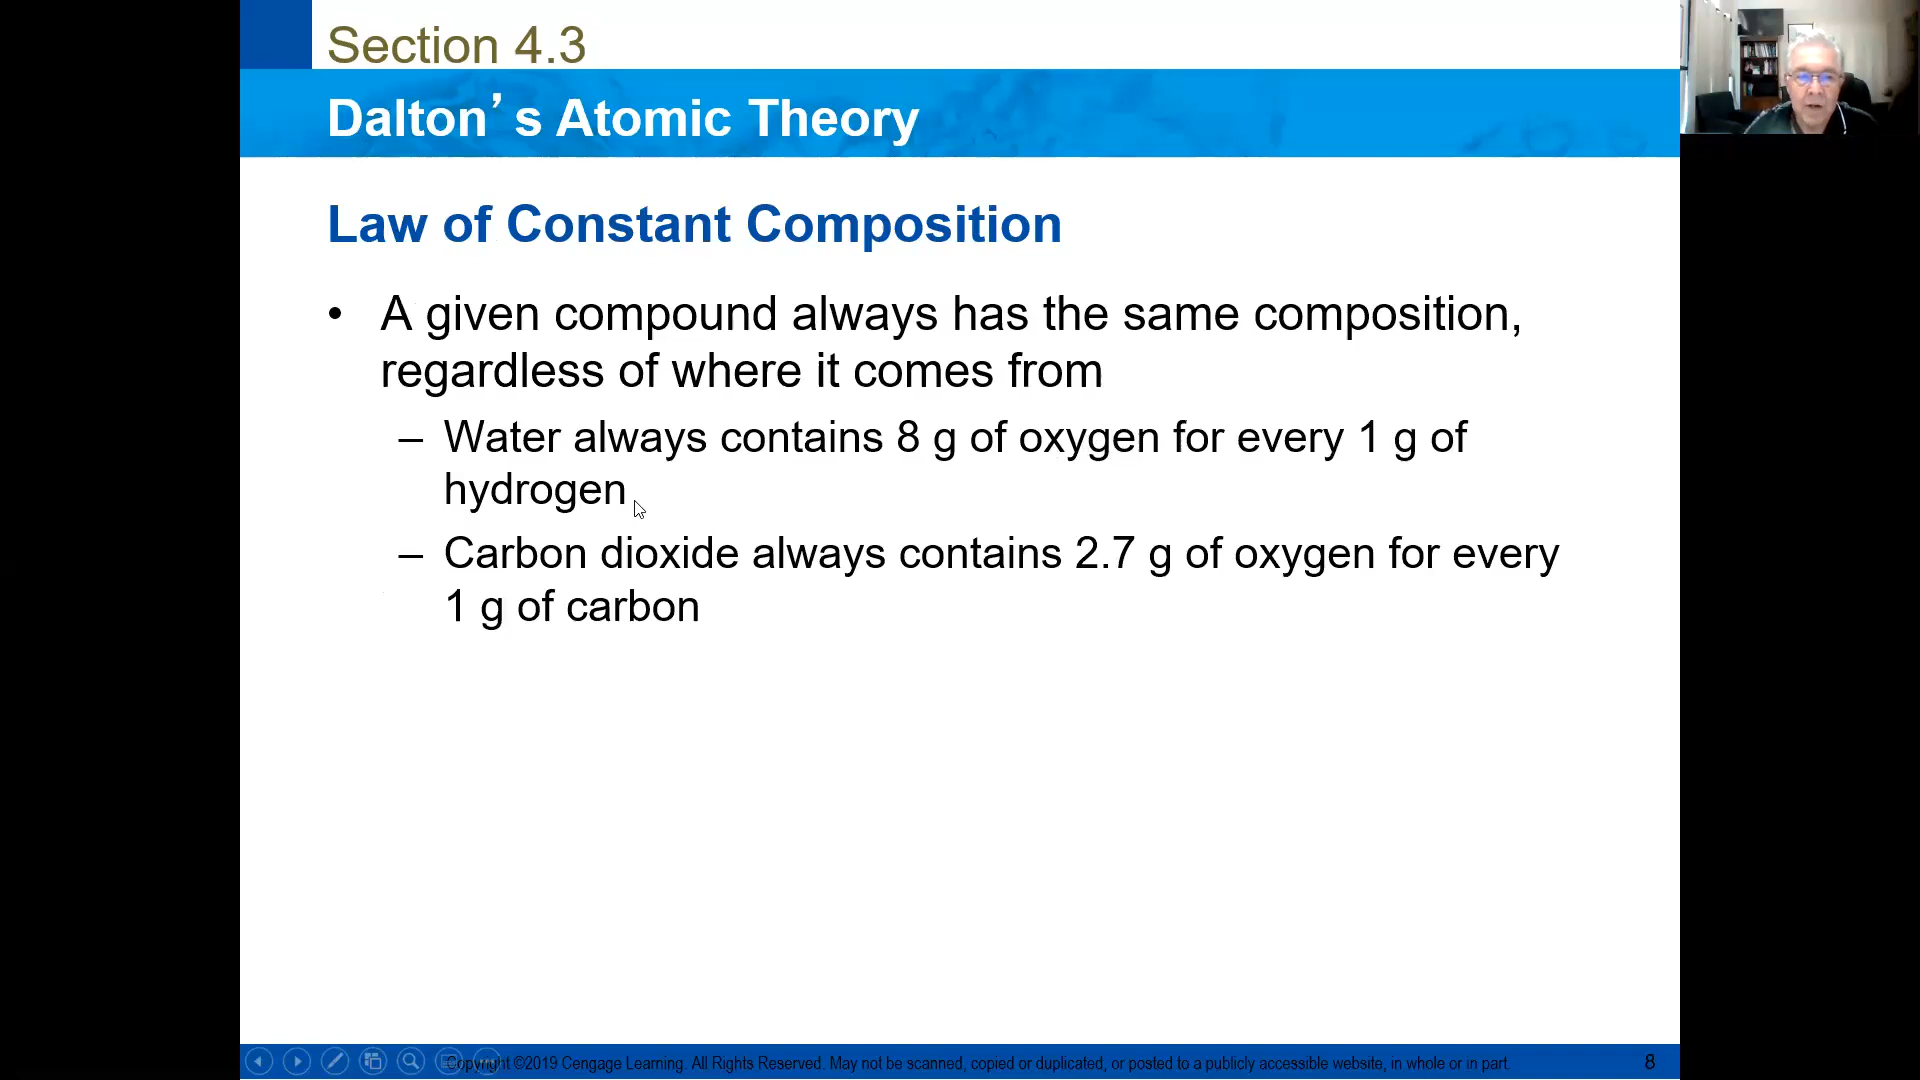 Section 4.3
Dalton’s Atomic Theory
Law of Constant Composition
• A given compound always has the same composition,
regardless of where it comes from
– Water always contains 8 g of oxygen for every 1 g of
hydrogen
– Carbon dioxide always contains 2.7 g of oxygen for every
1 g of carbon
Copyright ©2019 Cengage Learning. All Rights Reserved. May not be scanned, copied or duplicated, or posted to a publicly accessible website, in whole or in part.
8